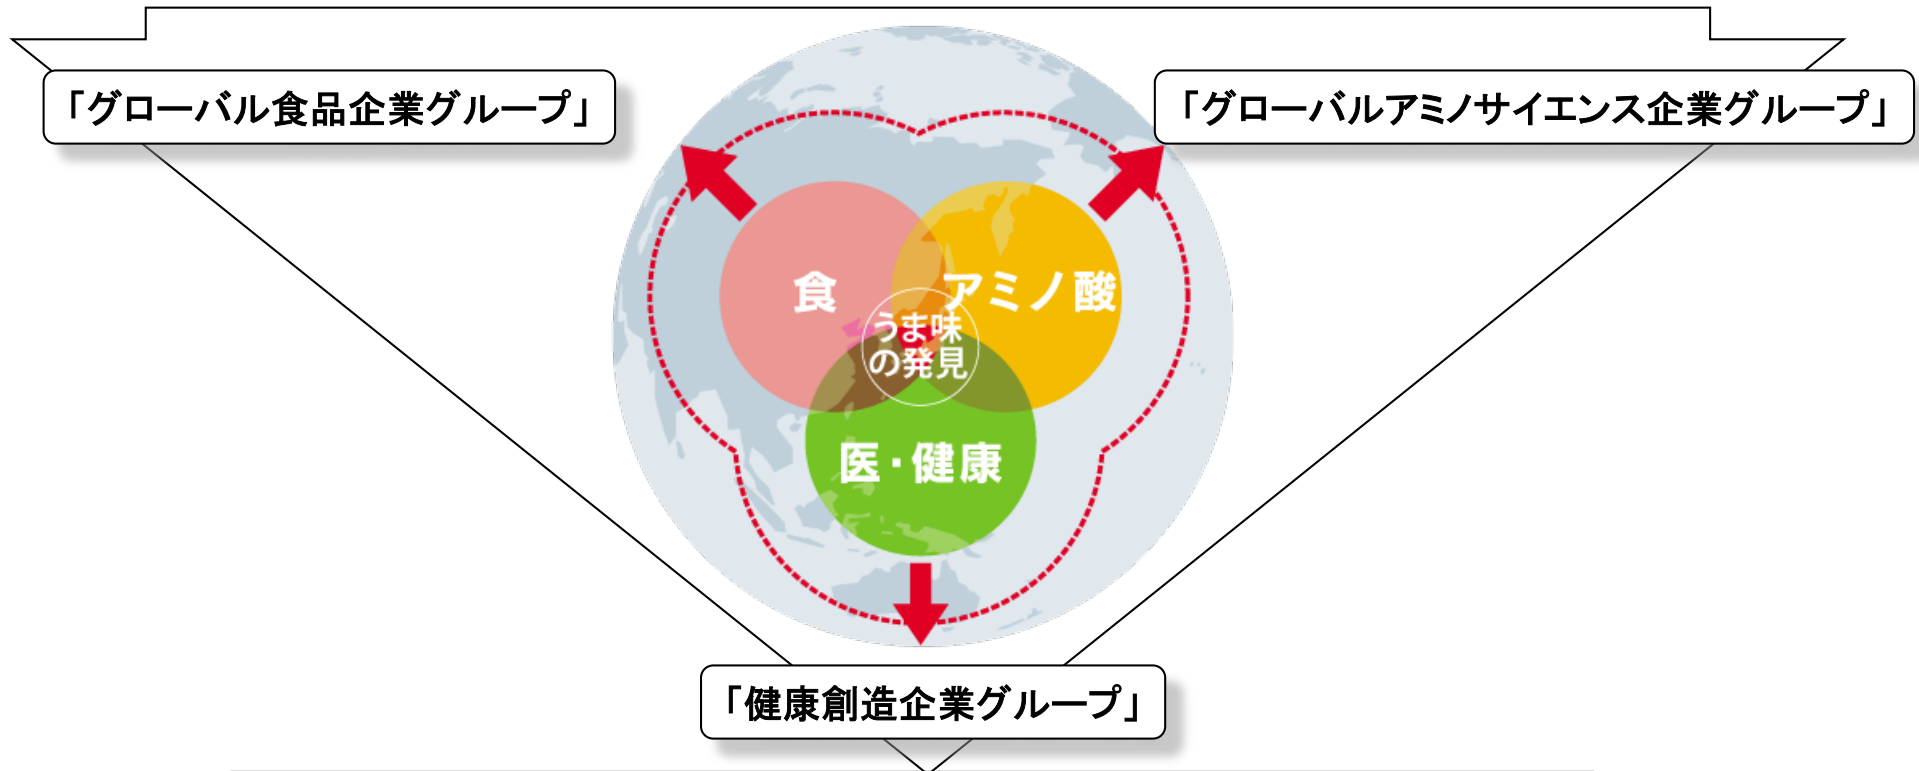 「グローバル食品企業グループ」
「グローバルアミノサイエンス企業グループ」
食
アミノ酸
うま味
の発見
医・健康
「健康創造企業グループ」